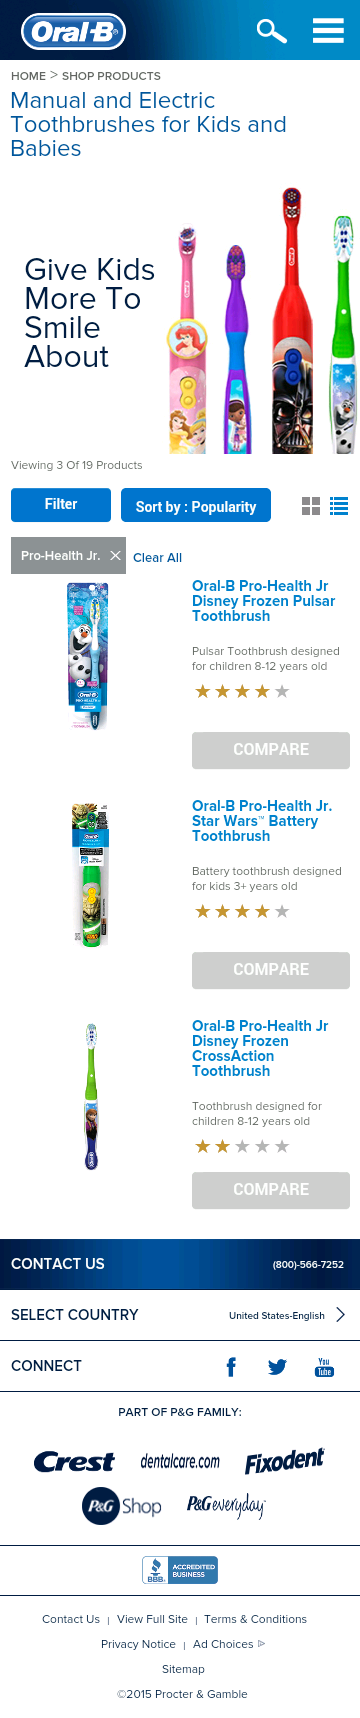 Oral-B
HOME > SHOP PRODUCTS
Manual and Electric
Toothbrushes for Kids and
Babies
Give Kids
More To
Smile
About
Viewing 3 Of 19 Products
Filter
Sort by : Popularity
Pro-Health Jr.
Clear All
Oral-B Pro-Health Jr
Disney Frozen Pulsar
Toothbrush
Pulsar Toothbrush designed
for children 8-12 years old
COMPARE
Oral-B Pro-Health Jr.
Star Wars™ Battery
Toothbrush
Battery toothbrush designed
for kids 3+ years old
COMPARE
Oral-B Pro-Health Jr
Disney Frozen
CrossAction
Toothbrush
Toothbrush designed for
children 8-12 years old
COMPARE
CONTACT US
(800)-566-7252
SELECT COUNTRY
United States-English
CONNECT
You
Tube
PART OF P&G FAMILY:
Crest
dentalcare.com
Fixodent
P&G Shop
P&G everyday
BBB
ACCREDITED
BUSINESS
Contact Us | View Full Site | Terms & Conditions
Privacy Notice | Ad Choices
Sitemap
©2015 Procter & Gamble